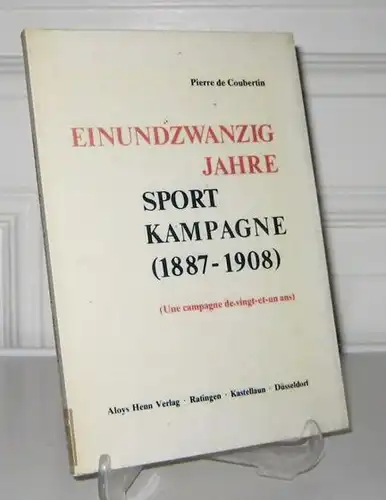 Pierre de Coubertin
EINUNDZWANZIG
JAHRE
SPORT
KAMPAGNE
(1887-1908)
(Une campagne de-vingt-et-un ans)
Aloys Henn Verlag · Ratingen · Kastellaun · Düsseldorf